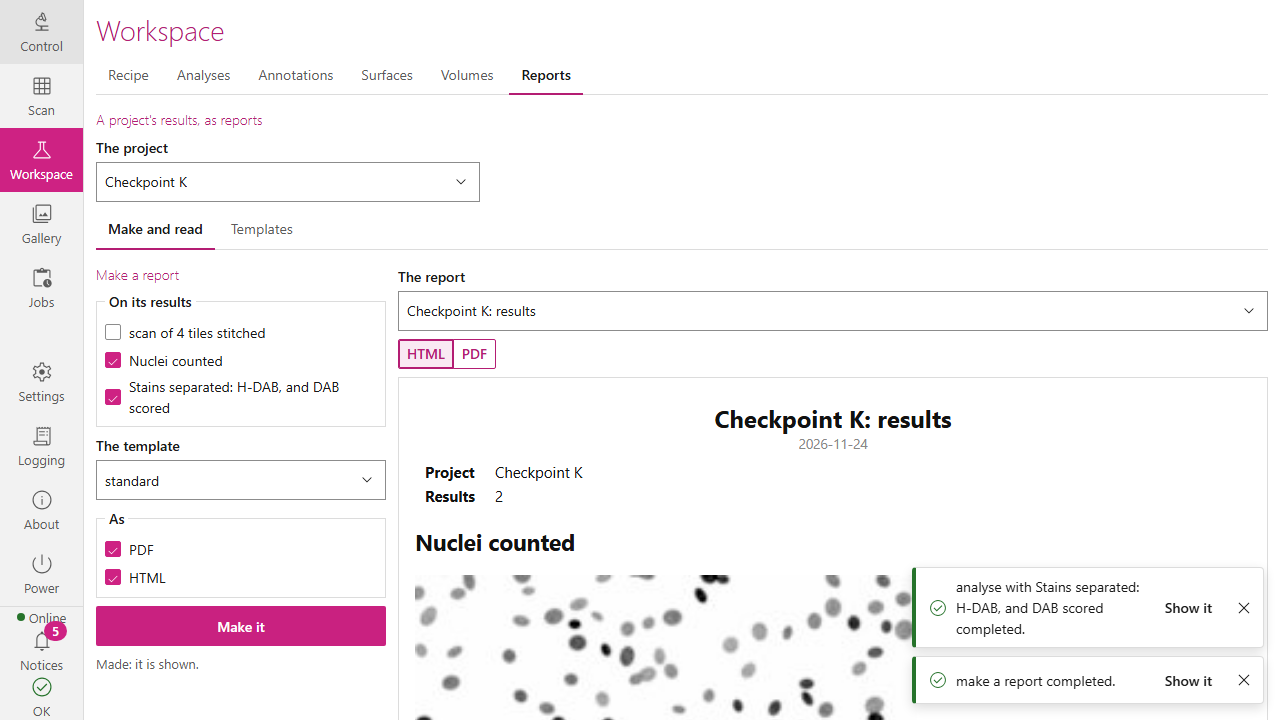 Control
Scan
Workspace
Gallery
Jobs
Settings
Logging
About
Power
Online
5
Notices
OK
Workspace
Recipe
Analyses
Annotations
Surfaces
Volumes
Reports
A project's results, as reports
The project
Checkpoint K
Make and read
Templates
Make a report
On its results
scan of 4 tiles stitched
Nuclei counted
Stains separated: H-DAB, and DAB
scored
The template
standard
As
PDF
HTML
Make it
Made: it is shown.
The report
Checkpoint K: results
HTML
PDF
Checkpoint K: results
2026-11-24
Project Checkpoint K
Results 2
Nuclei counted
analyse with Stains separated:
H-DAB, and DAB scored
completed.
Show it
make a report completed.
Show it